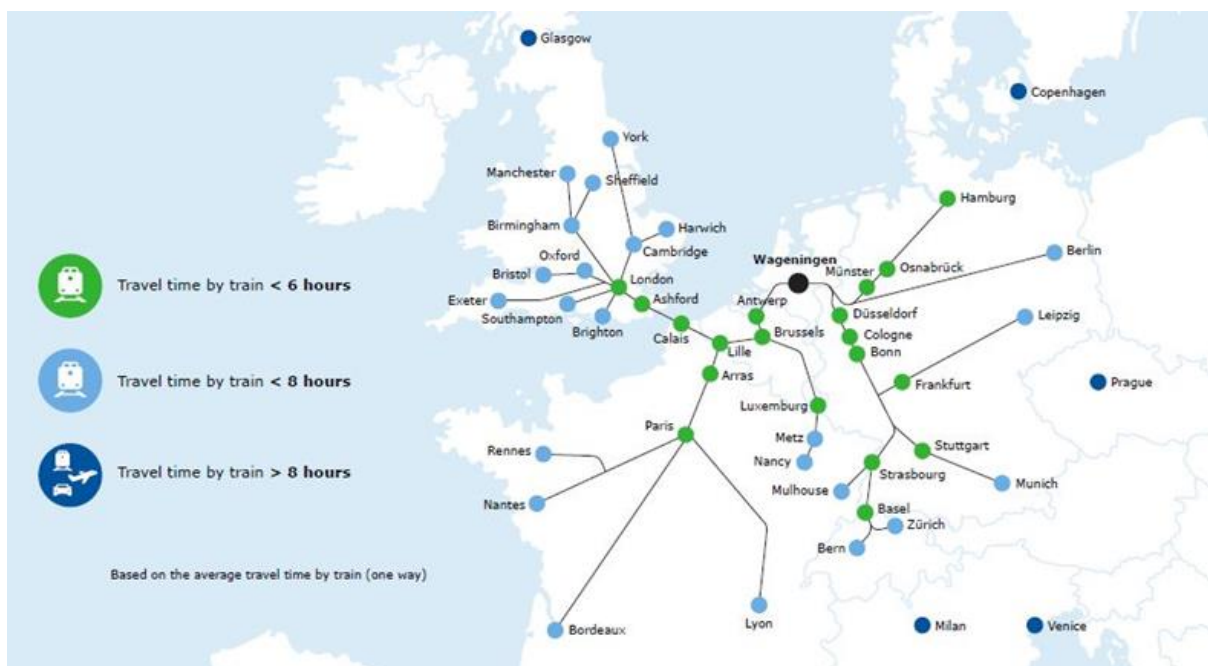 Glasgow
Copenhagen
York
Manchester
Sheffield
Hamburg
Birmingham
Harwich
Cambridge
Berlin
Oxford
Wageningen
Münster
Osnabrück
Bristol
London
Travel time by train < 6 hours
Exeter
Ashford
Antwerp
Düsseldorf
Southampton
Leipzig
Brighton
Calais
Brussels
Cologne
Lille
Bonn
Arras
Frankfurt
Prague
Travel time by train < 8 hours
Luxemburg
Paris
Metz
Stuttgart
Rennes
Nancy
Strasbourg
Travel time by train > 8 hours
Mulhouse
Munich
Nantes
Basel
Zürich
Bern
Based on the average travel time by train (one way)
Lyon
Bordeaux
Milan
Venice